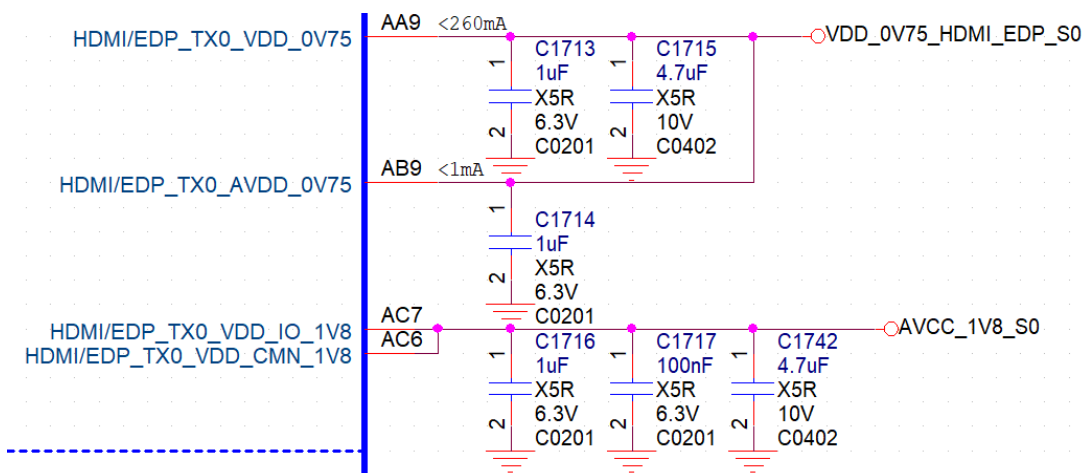 HDMI/EDP_TX0_VDD_0V75
AA9
<260mA
VDD_0V75_HDMI_EDP_S0
1
2
C1713
1uF
X5R
6.3V
C0201
1
2
C1715
4.7uF
X5R
10V
C0402
HDMI/EDP_TX0_AVDD_0V75
AB9
<1mA
1
2
C1714
1uF
X5R
6.3V
C0201
HDMI/EDP_TX0_VDD_IO_1V8
AC7
HDMI/EDP_TX0_VDD_CMN_1V8
AC6
AVCC_1V8_S0
1
2
C1716
1uF
X5R
6.3V
C0201
1
2
C1717
100nF
X5R
6.3V
C0201
1
2
C1742
4.7uF
X5R
10V
C0402